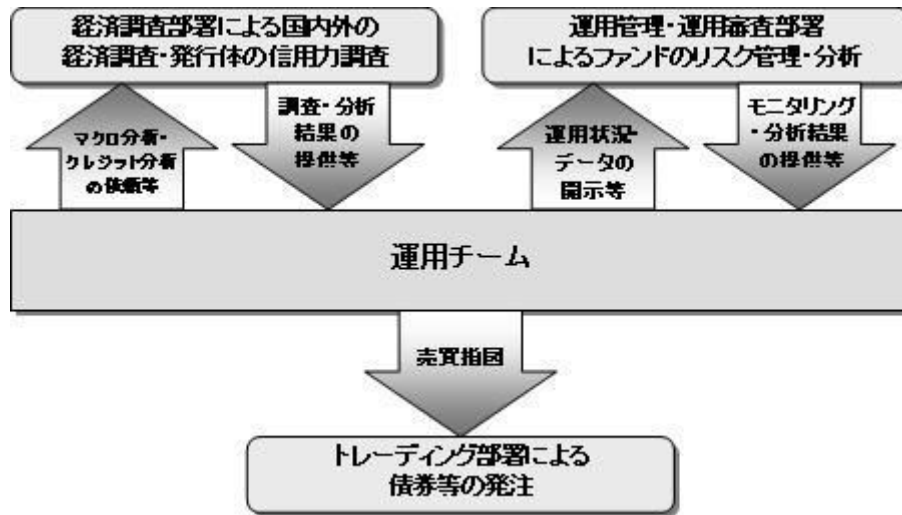 経済調査部署による国内外の
経済調査・発行体の信用力調査
運用管理・運用審査部署
によるファンドのリスク管理・分析
マクロ分析・
クレジット分析
の依頼等
調査・分析
結果の
提供等
運用状況・
データの
開示等
モニタリング
・分析結果
の提供等
運用チーム
売買指図
トレーディング部署による
債券等の発注